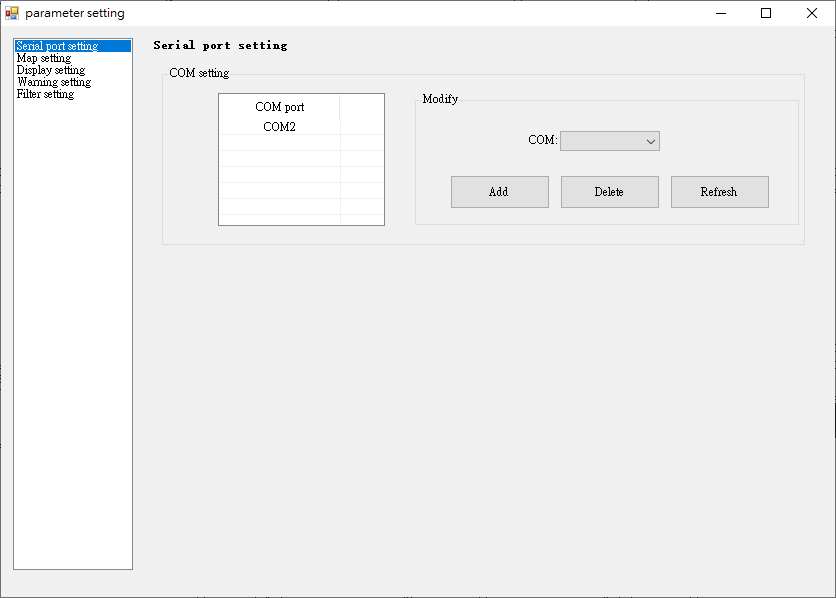 parameter setting
Serial port setting
Map setting
Display setting
Warning setting
Filter setting
Serial port setting
COM setting
COM port
COM2
Modify
COM:
Add
Delete
Refresh